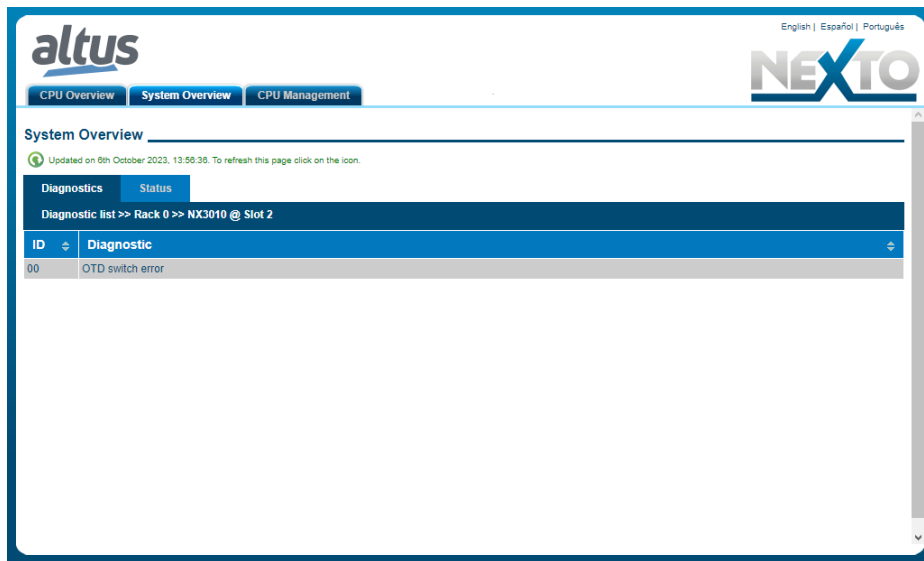 English | Español | Português
altus
NEXTO
CPU Overview System Overview CPU Management
System Overview
Updated on 6th October 2023, 13:56:36. To refresh this page click on the icon.
Diagnostics Status
Diagnostic list >> Rack 0 >> NX3010 @ Slot 2
ID Diagnostic
00 OTD switch error